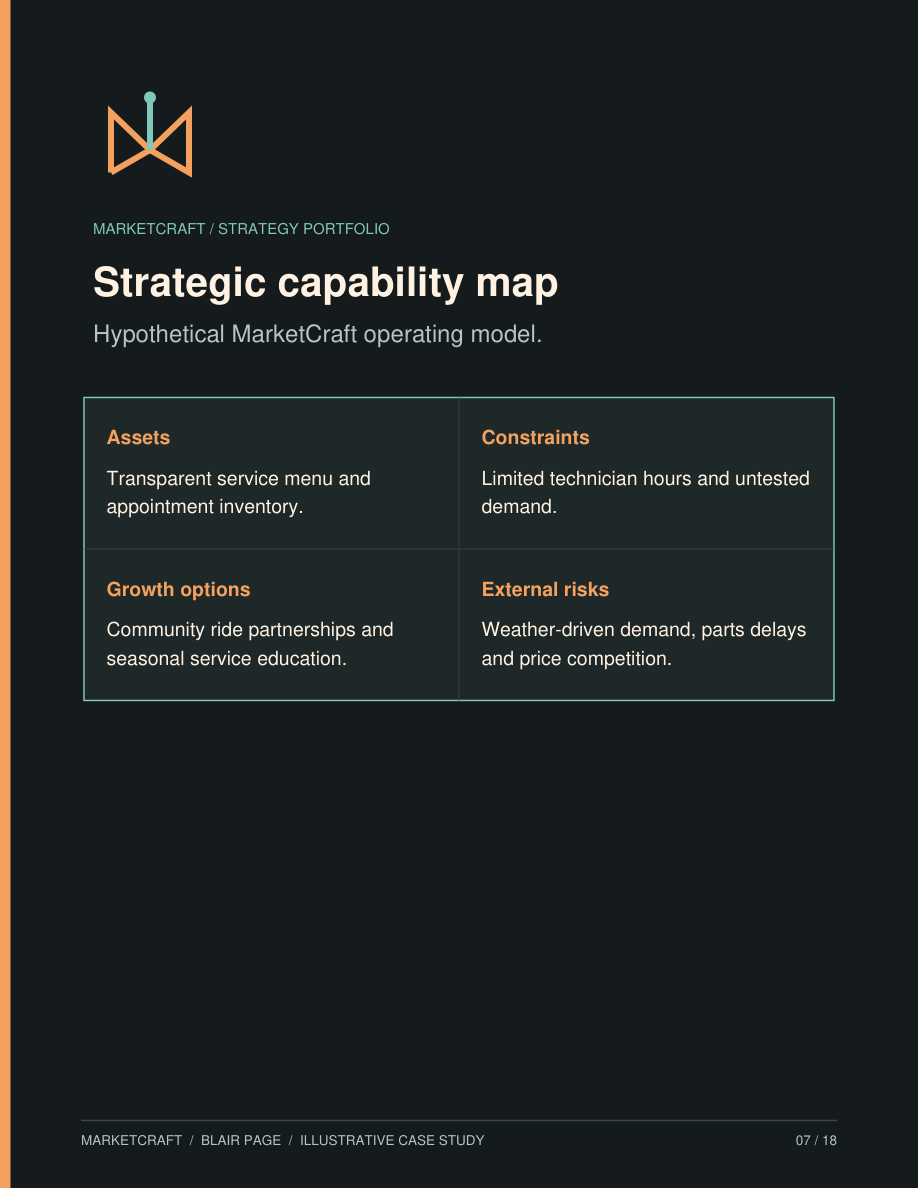 MARKETCRAFT / STRATEGY PORTFOLIO
Strategic capability map
Hypothetical MarketCraft operating model.
Assets
Transparent service menu and
appointment inventory.
Constraints
Limited technician hours and untested
demand.
Growth options
Community ride partnerships and
seasonal service education.
External risks
Weather-driven demand, parts delays
and price competition.
MARKETCRAFT / BLAIR PAGE / ILLUSTRATIVE CASE STUDY
07 / 18